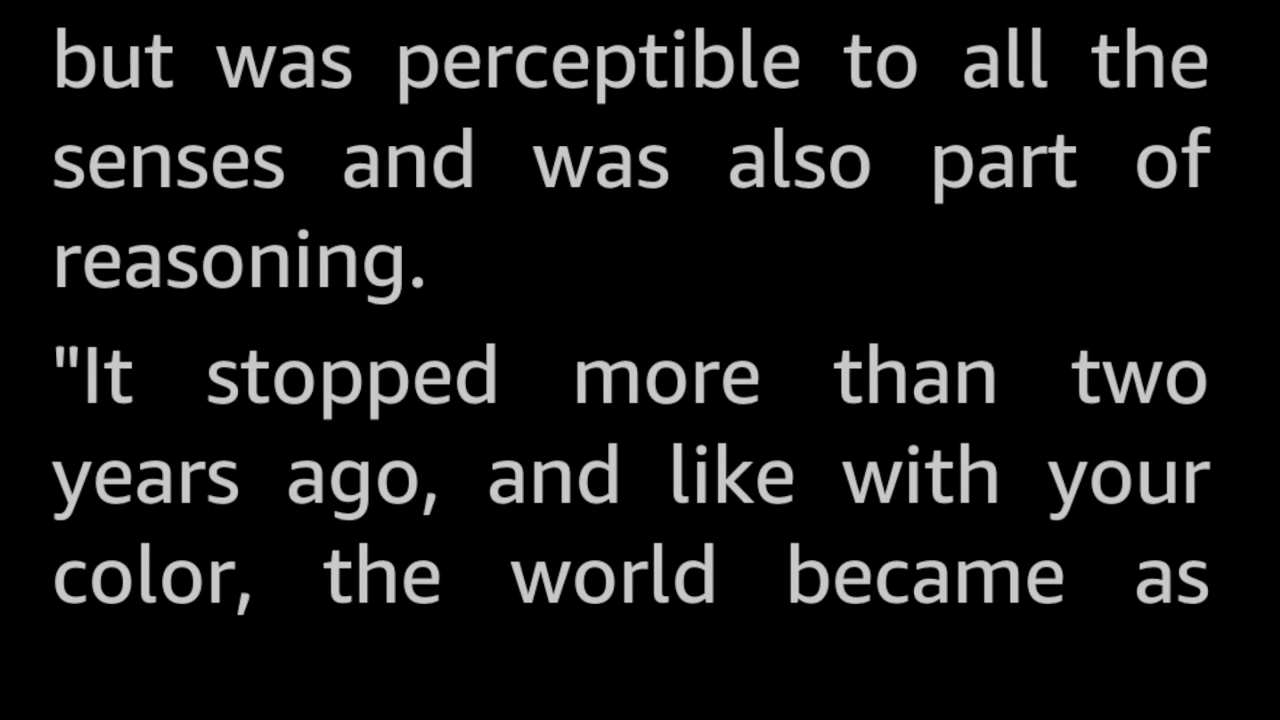 but was perceptible to all the
senses and was also part of
reasoning.
"It stopped more than two
years ago, and like with your
color, the world became as